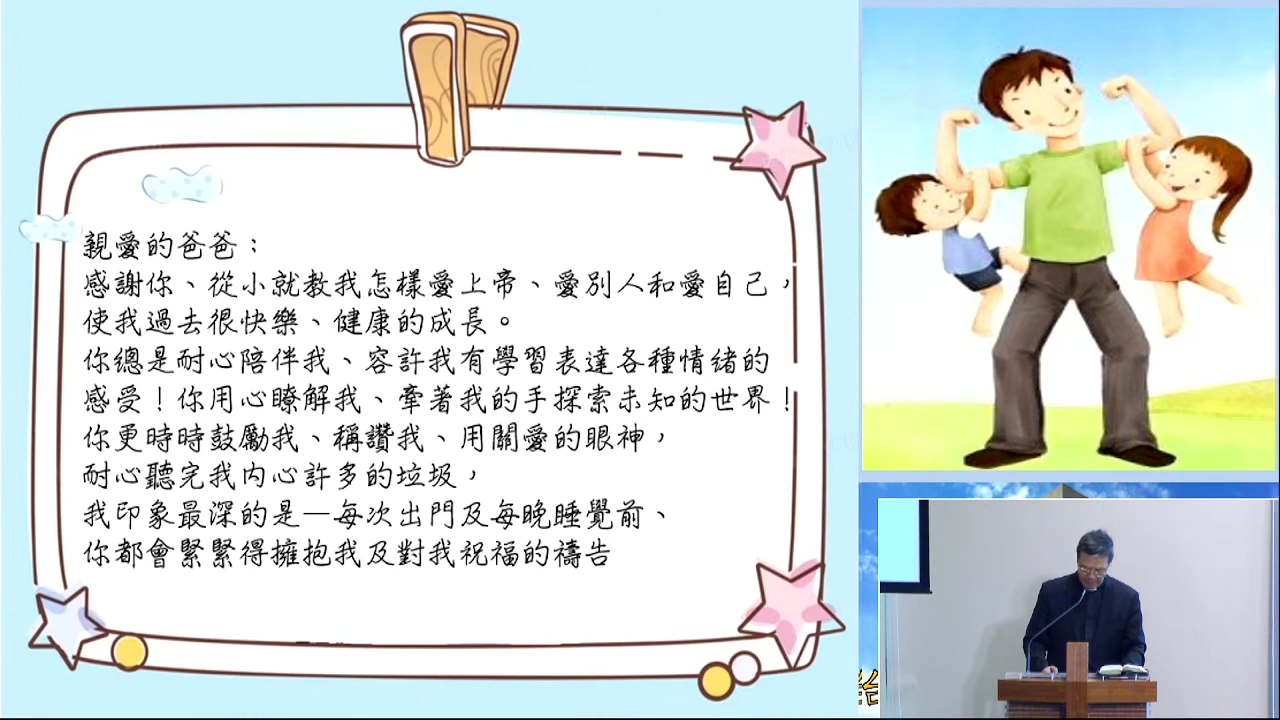 親愛的爸爸：
感謝你、從小就教我怎樣愛上帝、愛別人和愛自己，
使我過去很快樂、健康的成長。
你總是耐心陪伴我、容許我有學習表達各種情緒的
感受！你用心瞭解我、牽著我的手探索未知的世界！
你更時時鼓勵我、稱讚我、用關愛的眼神，
耐心聽完我內心許多的垃圾，
我印象最深的是—每次出門及每晚睡覺前、
你都會緊緊得擁抱我及對我祝福的禱告